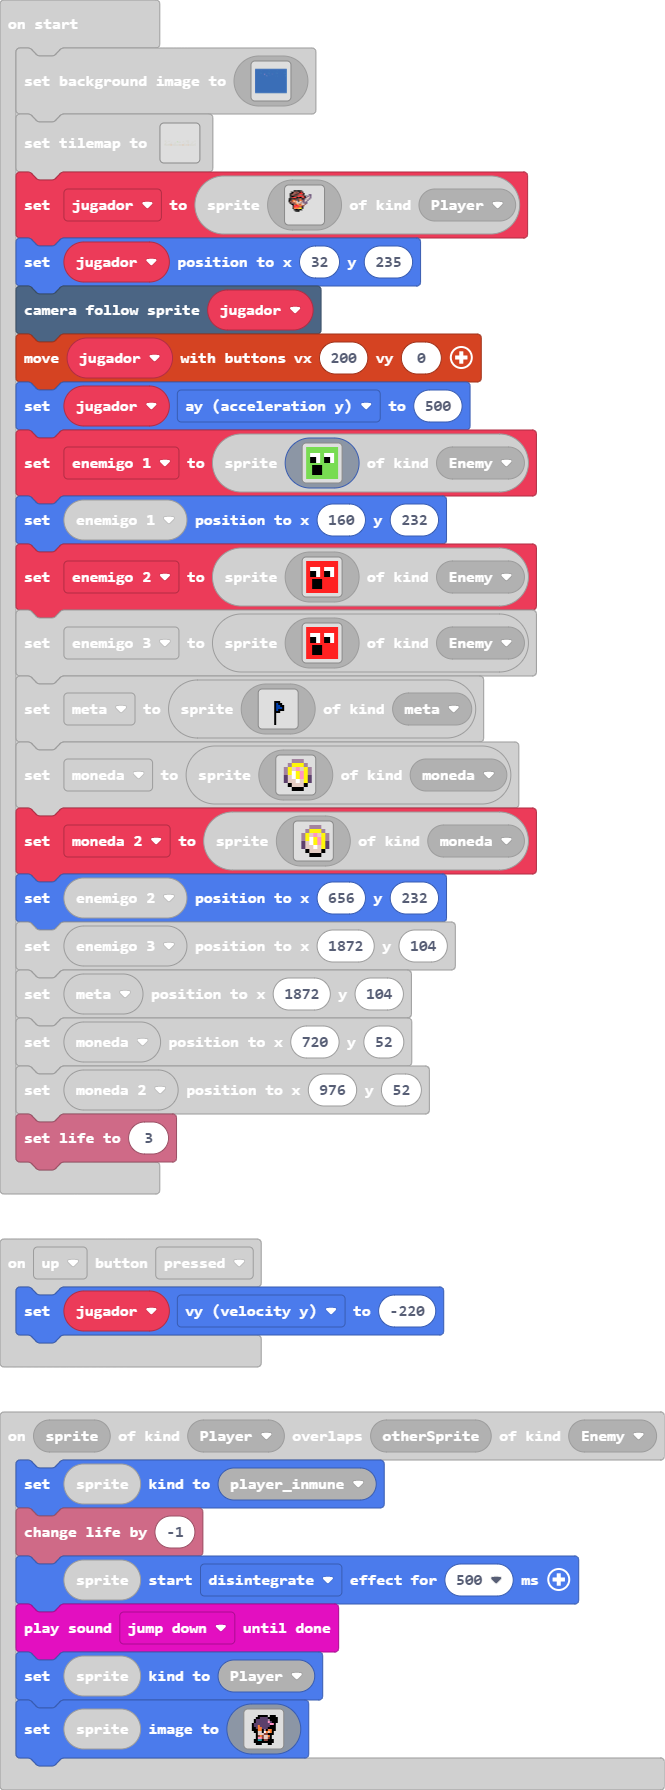 on start
set background image to
set tilemap to
set jugador to sprite of kind Player
set jugador position to x 32 y 235
camera follow sprite jugador
move jugador with buttons vx 200 vy 0
set jugador ay (acceleration y) to 500
set enemigo 1 to sprite of kind Enemy
set enemigo 1 position to x 160 y 232
set enemigo 2 to sprite of kind Enemy
set enemigo 3 to sprite of kind Enemy
set meta to sprite of kind meta
set moneda to sprite of kind moneda
set moneda 2 to sprite of kind moneda
set enemigo 2 position to x 656 y 232
set enemigo 3 position to x 1872 y 104
set meta position to x 1872 y 104
set moneda position to x 720 y 52
set moneda 2 position to x 976 y 52
set life to 3
on up button pressed
set jugador vy (velocity y) to -220
on sprite of kind Player overlaps otherSprite of kind Enemy
set sprite kind to player_inmune
change life by -1
sprite start disintegrate effect for 500 ms
play sound jump down until done
set sprite kind to Player
set sprite image to